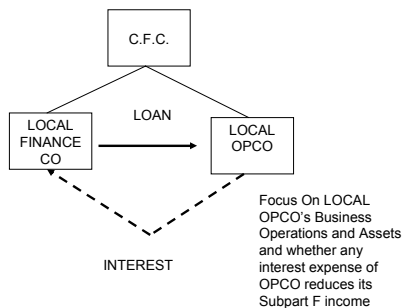 C.F.C.
LOAN
LOCAL
FINANCE
CO
LOCAL
OPCO
Focus On LOCAL
OPCO's Business
Operations and Assets
and whether any
interest expense of
OPCO reduces its
Subpart F income
INTEREST